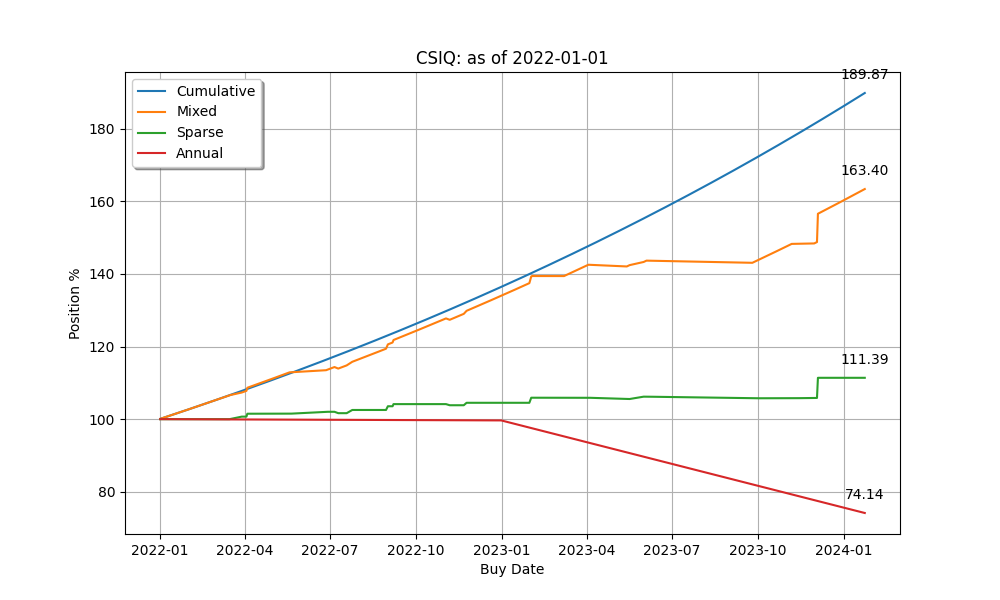 CSIQ: as of 2022-01-01
189.87
Cumulative
Mixed
Sparse
Annual
163.40
111.39
74.14
180
160
140
120
100
80
Position %
2022-01 2022-04 2022-07 2022-10 2023-01 2023-04 2023-07 2023-10 2024-01
Buy Date